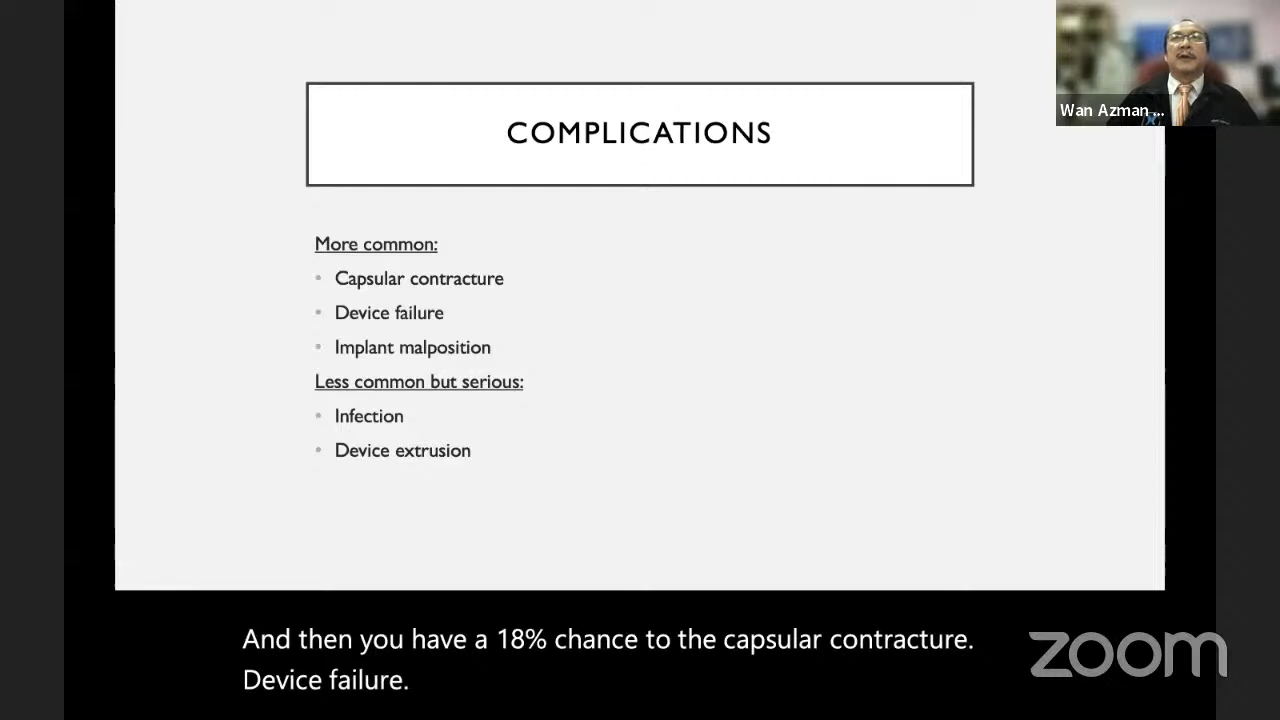 COMPLICATIONS
Wan Azman ...
More common:
• Capsular contracture
• Device failure
• Implant malposition
Less common but serious:
• Infection
• Device extrusion
And then you have a 18% chance to the capsular contracture.
Device failure.
zoom